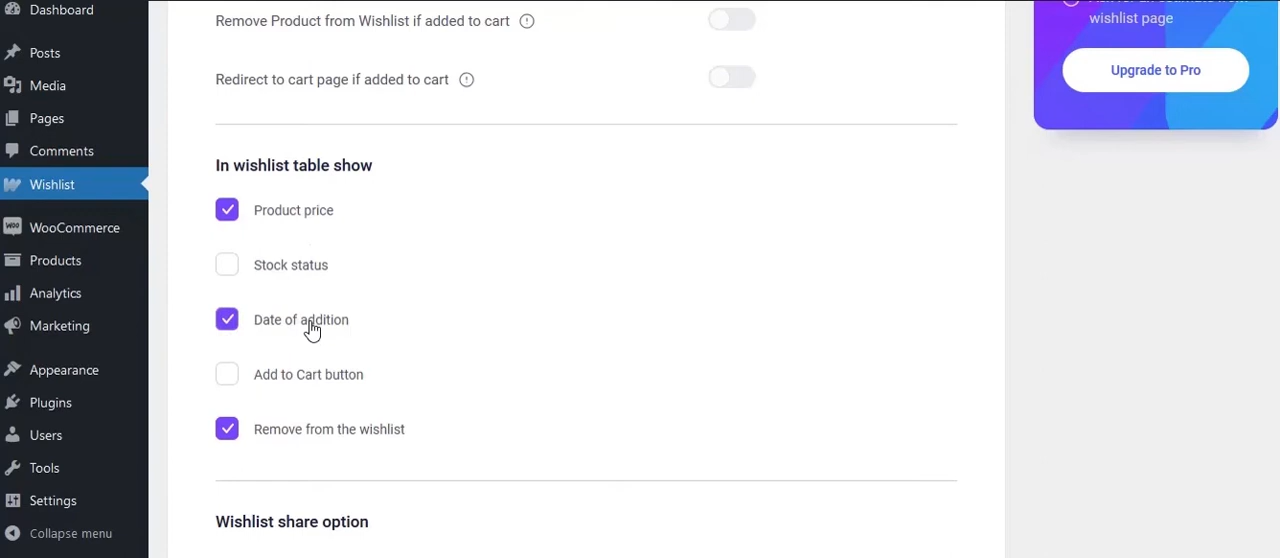 Dashboard
Posts
Media
Pages
Comments
Wishlist
WooCommerce
Products
Analytics
Marketing
Appearance
Plugins
Users
Tools
Settings
Collapse menu
Remove Product from Wishlist if added to cart
Redirect to cart page if added to cart
In wishlist table show
Product price
Stock status
Date of addition
Add to Cart button
Remove from the wishlist
Wishlist share option
wishlist page
Upgrade to Pro